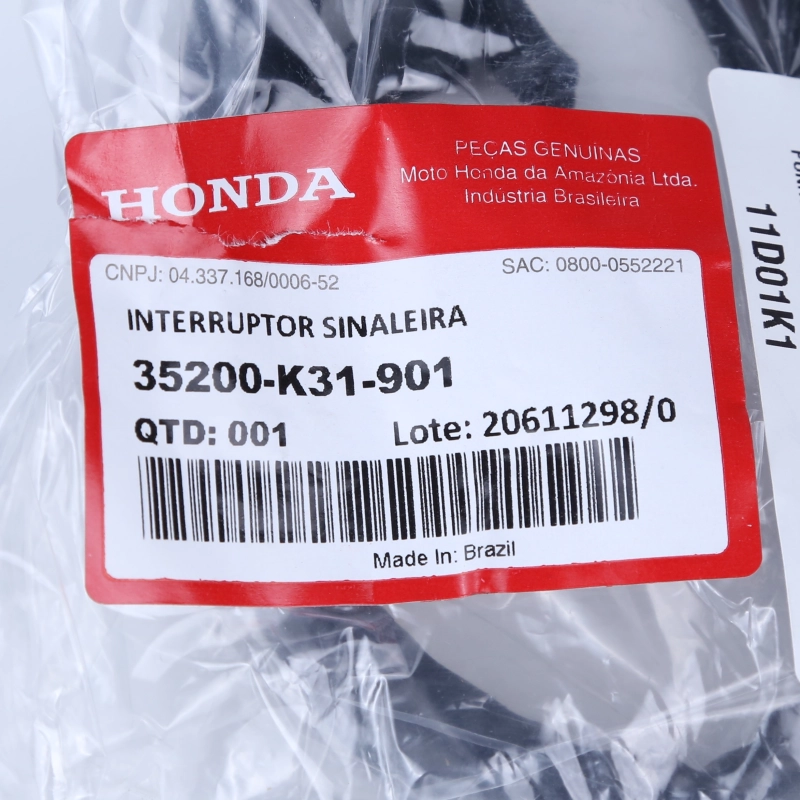 HONDA
PEÇAS GENUÍNAS
Moto Honda da Amazônia Ltda.
Indústria Brasileira
CNPJ: 04.337.168/0006-52
SAC: 0800-0552221
INTERRUPTOR SINALEIRA
35200-K31-901
QTD: 001
Lote: 20611298/0
Made In: Brazil
11D01K1